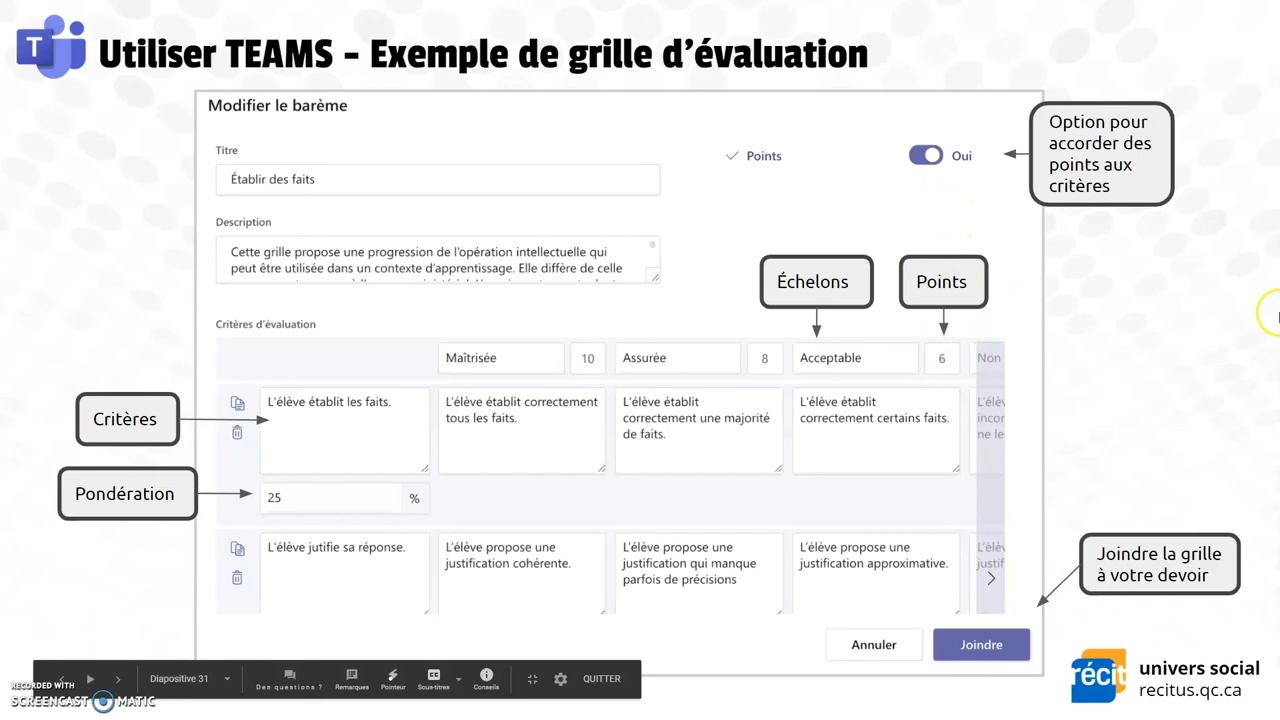 Utiliser TEAMS – Exemple de grille d'évaluation
Modifier le barème
Titre
Points
Oui
Établir des faits
Option pour
accorder des
points aux
critères
Description
Cette grille propose une progression de l'opération intellectuelle qui
peut être utilisée dans un contexte d'apprentissage. Elle diffère de celle
Échelons
Points
Critères d'évaluation
Maîtrisée
10
Assurée
8
Acceptable
6
Non
Critères
L'élève établit les faits.
L'élève établit correctement
tous les faits.
L'élève établit
correctement une majorité
de faits.
L'élève établit
correctement certains faits.
L'élèv
incor
ne les
Pondération
25
%
L'élève jutifie sa réponse.
L'élève propose une
justification cohérente.
L'élève propose une
justification qui manque
parfois de précisions
L'élève propose une
justification approximative.
L'élèv
justif
Joindre la grille
à votre devoir
Annuler
Joindre
Diapositive 31
Des questions ?
Remarques
Pointeur
Sous-titres
Conseils
QUITTER
RECORDED WITH
SCREENCAST MATIC
récit
univers social
recitus.qc.ca